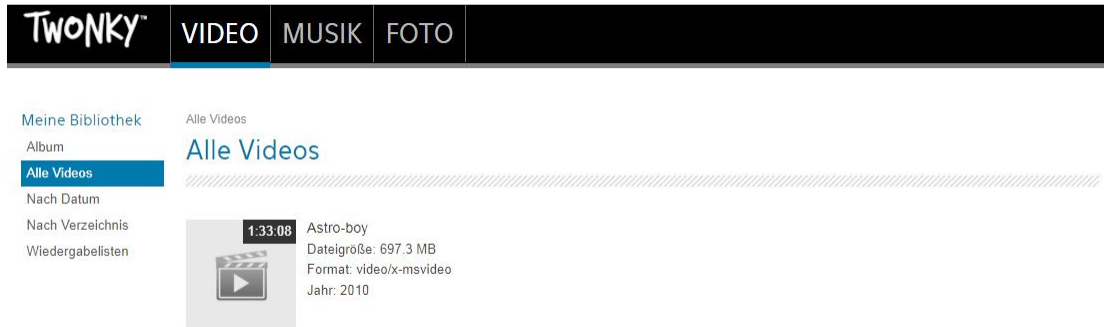 TWONKY™
VIDEO MUSIK FOTO
Meine Bibliothek
Album
Alle Videos
Nach Datum
Nach Verzeichnis
Wiedergabelisten
Alle Videos
Alle Videos
1:33:08
Astro-boy
Dateigröße: 697.3 MB
Format: video/x-msvideo
Jahr: 2010